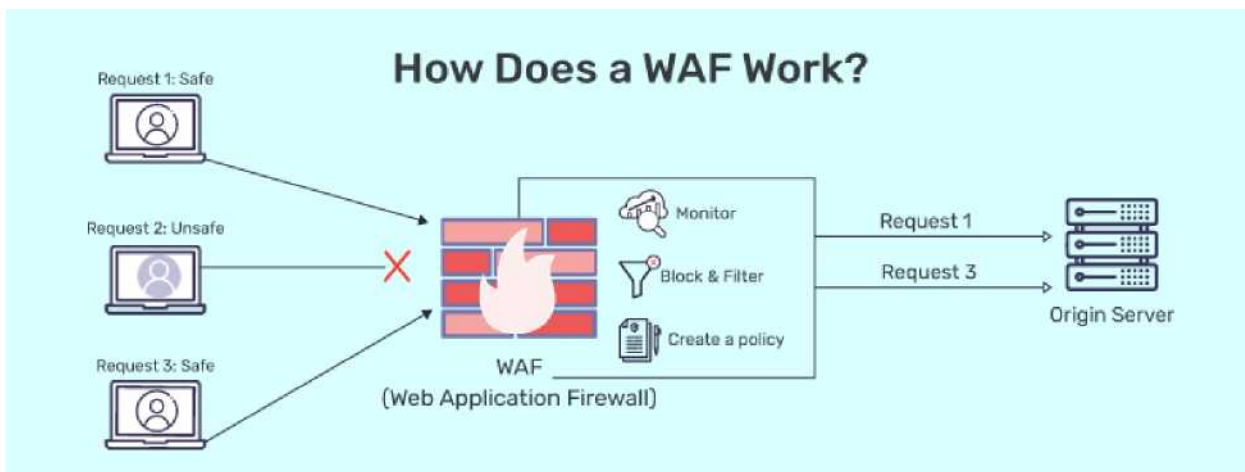 How Does a WAF Work?
Request 1: Safe
Request 2: Unsafe
Request 3: Safe
WAF
(Web Application Firewall)
Monitor
Block & Filter
Create a policy
Request 1
Request 3
Origin Server